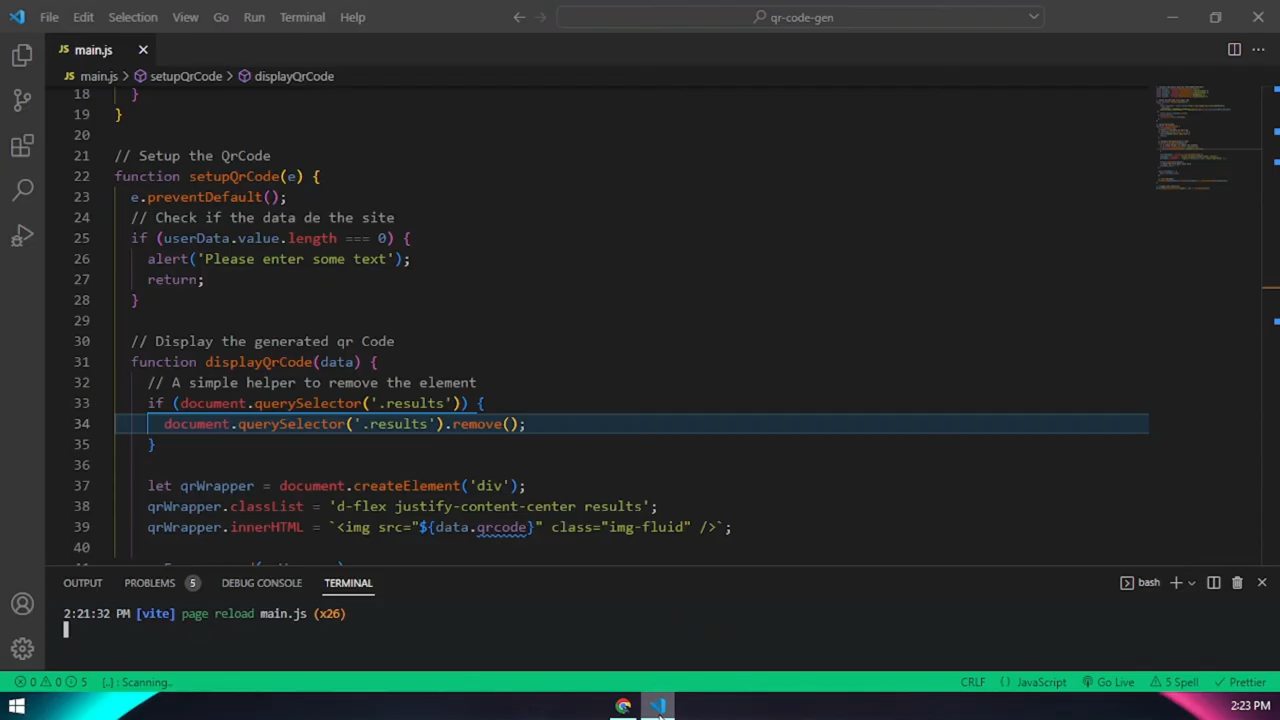 File Edit Selection View Go Run Terminal Help qr-code-gen
JS main.js
JS main.js > setupQrCode > displayQrCode
18 }
19 }
20
21 // Setup the QrCode
22 function setupQrCode(e) {
23 e.preventDefault();
24 // Check if the data de the site
25 if (userData.value.length === 0) {
26 alert('Please enter some text');
27 return;
28 }
29
30 // Display the generated qr Code
31 function displayQrCode(data) {
32 // A simple helper to remove the element
33 if (document.querySelector('.results')) {
34 document.querySelector('.results').remove();
35 }
36
37 let qrWrapper = document.createElement('div');
38 qrWrapper.classList = 'd-flex justify-content-center results';
39 qrWrapper.innerHTML = `<img src="${data.qrcode}" class="img-fluid" />`;
40
OUTPUT PROBLEMS 5 DEBUG CONSOLE TERMINAL bash
2:21:32 PM [vite] page reload main.js (x26)
0 0 5 [..] : Scanning.. CRLF {} JavaScript Go Live 5 Spell Prettier
2:23 PM